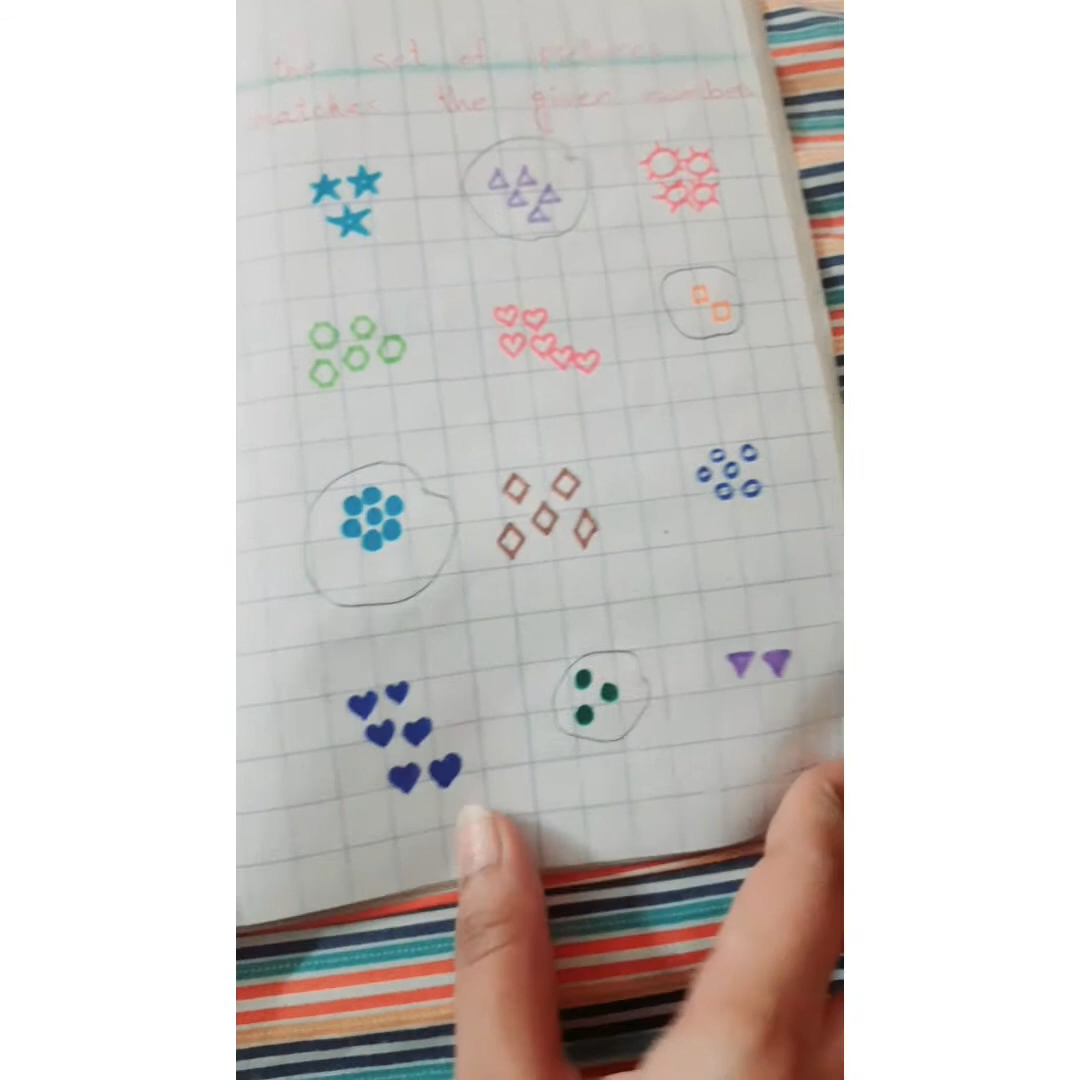 the set of pictures
matches the given number